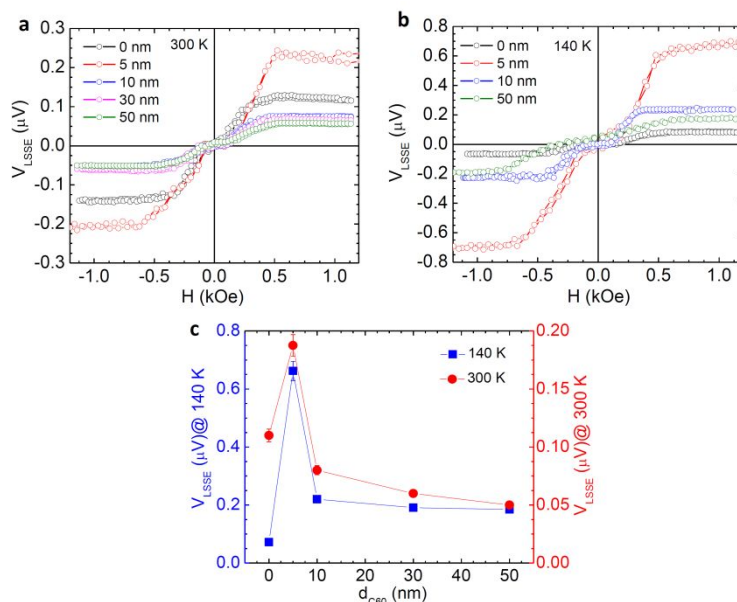 a
300 K
0 nm
5 nm
10 nm
30 nm
50 nm
V_LSSE (μV)
0.3
0.2
0.1
0.0
-0.1
-0.2
-0.3
-1.0 -0.5 0.0 0.5 1.0
H (kOe)
b
140 K
0 nm
5 nm
10 nm
50 nm
V_LSSE (μV)
0.8
0.6
0.4
0.2
0.0
-0.2
-0.4
-0.6
-0.8
-1.0 -0.5 0.0 0.5 1.0
H (kOe)
c
140 K
300 K
V_LSSE (μV)@ 140 K
0.8
0.6
0.4
0.2
0.0
V_LSSE (μV)@ 300 K
0.20
0.15
0.10
0.05
0.00
0 10 20 30 40 50
d_C60 (nm)